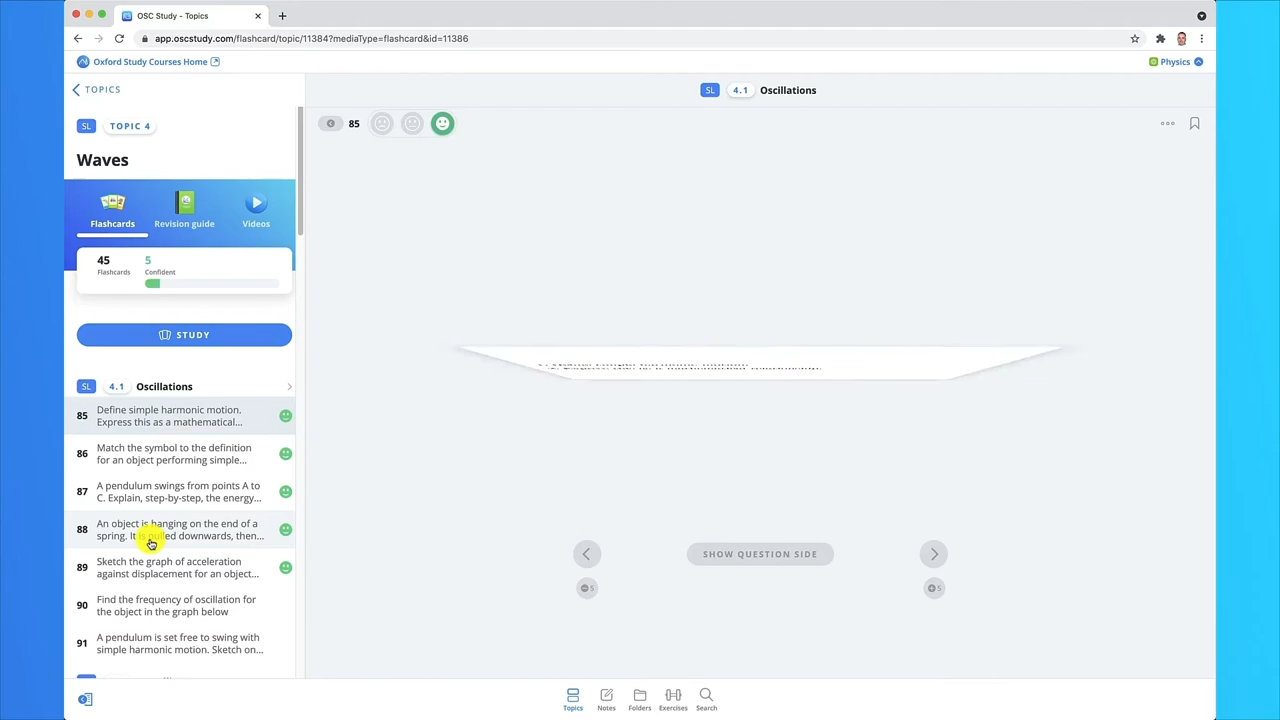 OSC Study - Topics
app.oscstudy.com/flashcard/topic/11384?mediaType=flashcard&id=11386
Oxford Study Courses Home
Physics
TOPICS
SL 4.1 Oscillations
85
SL TOPIC 4
Waves
Flashcards Revision guide Videos
45 5
Flashcards Confident
STUDY
SL 4.1 Oscillations
85 Define simple harmonic motion.
Express this as a mathematical...
86 Match the symbol to the definition
for an object performing simple...
87 A pendulum swings from points A to
C. Explain, step-by-step, the energy...
88 An object is hanging on the end of a
spring. It is pulled downwards, then...
89 Sketch the graph of acceleration
against displacement for an object...
90 Find the frequency of oscillation for
the object in the graph below
91 A pendulum is set free to swing with
simple harmonic motion. Sketch on...
SHOW QUESTION SIDE
5 5
Topics Notes Folders Exercises Search